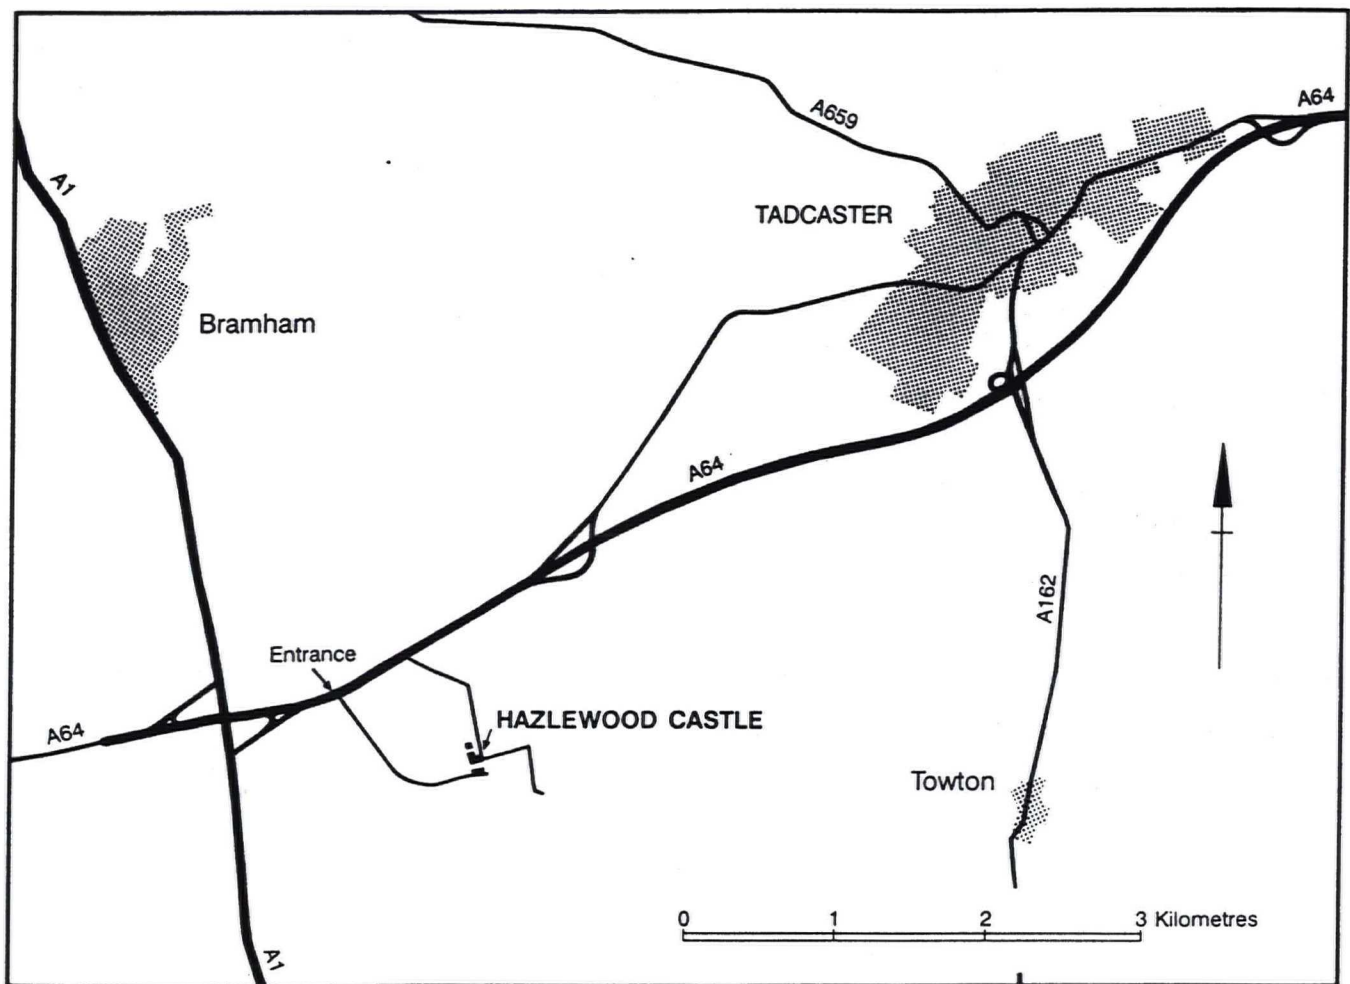 A659
A64
A1
TADCASTER
Bramham
A64
A162
Entrance
HAZLEWOOD CASTLE
A64
Towton
0 1 2 3 Kilometres
A1